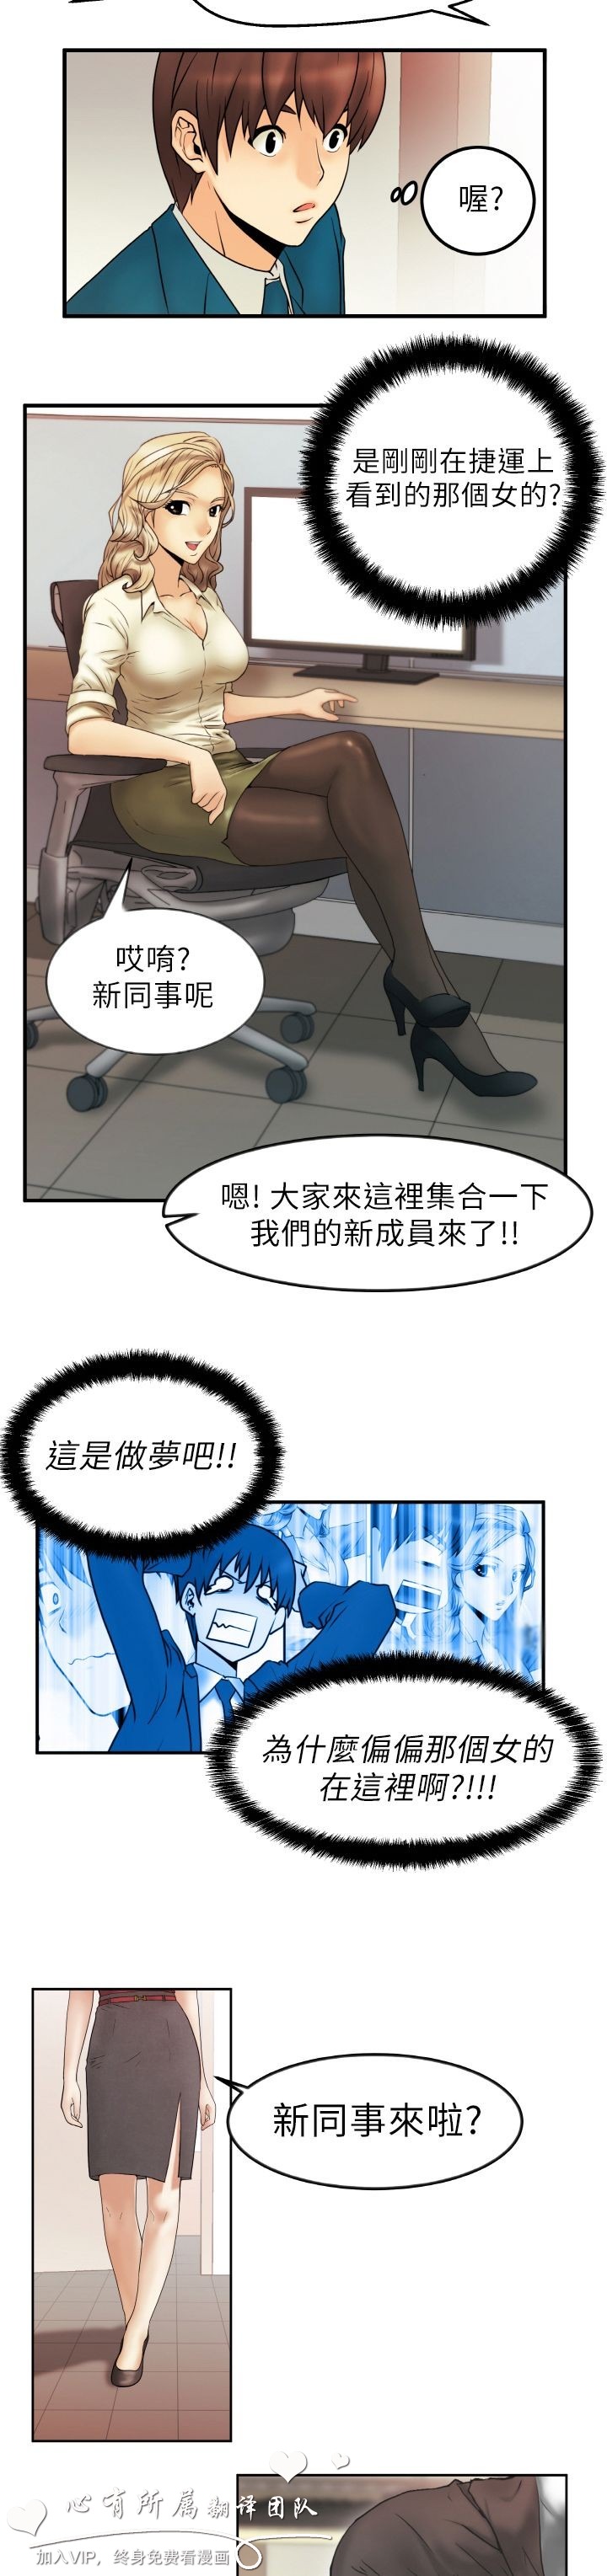 喔?
是剛剛在捷運上
看到的那個女的?
哎唷?
新同事呢
嗯! 大家來這裡集合一下
我們的新成員來了!!
這是做夢吧!!
為什麼偏偏那個女的
在這裡啊?!!!
新同事來啦?
心有所属翻译团队
加入VIP，终身免费看漫画